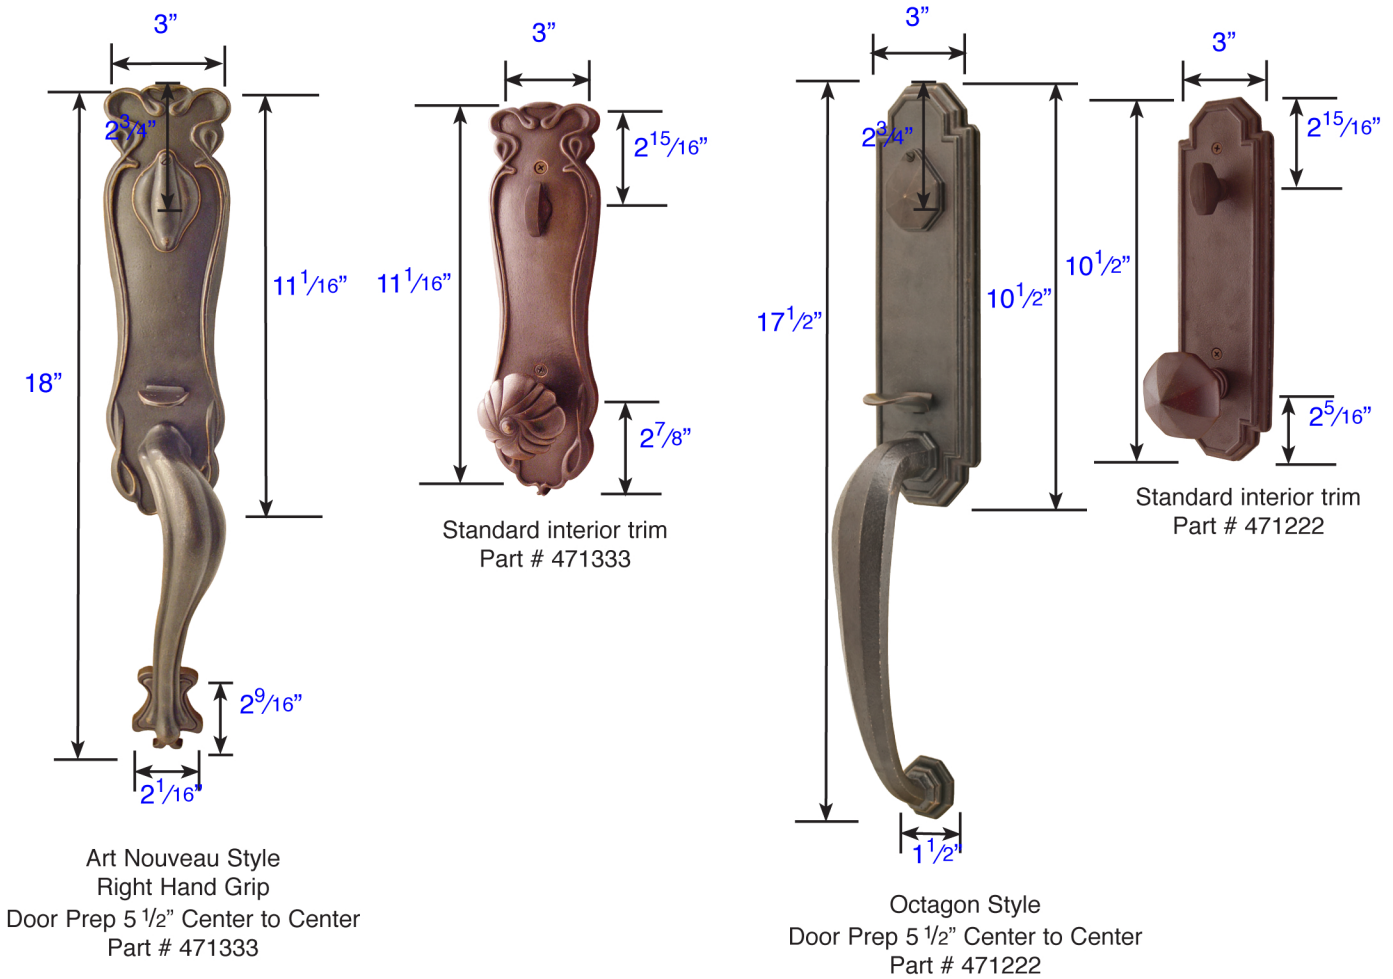 3”
3”
2 3/4”
2 15/16”
11 1/16”
11 1/16”
18”
2 7/8”
Standard interior trim
Part # 471333
2 9/16”
2 1/16”
Art Nouveau Style
Right Hand Grip
Door Prep 5 1/2” Center to Center
Part # 471333
3”
3”
2 3/4”
2 15/16”
10 1/2”
10 1/2”
17 1/2”
2 5/16”
Standard interior trim
Part # 471222
1 1/2”
Octagon Style
Door Prep 5 1/2” Center to Center
Part # 471222